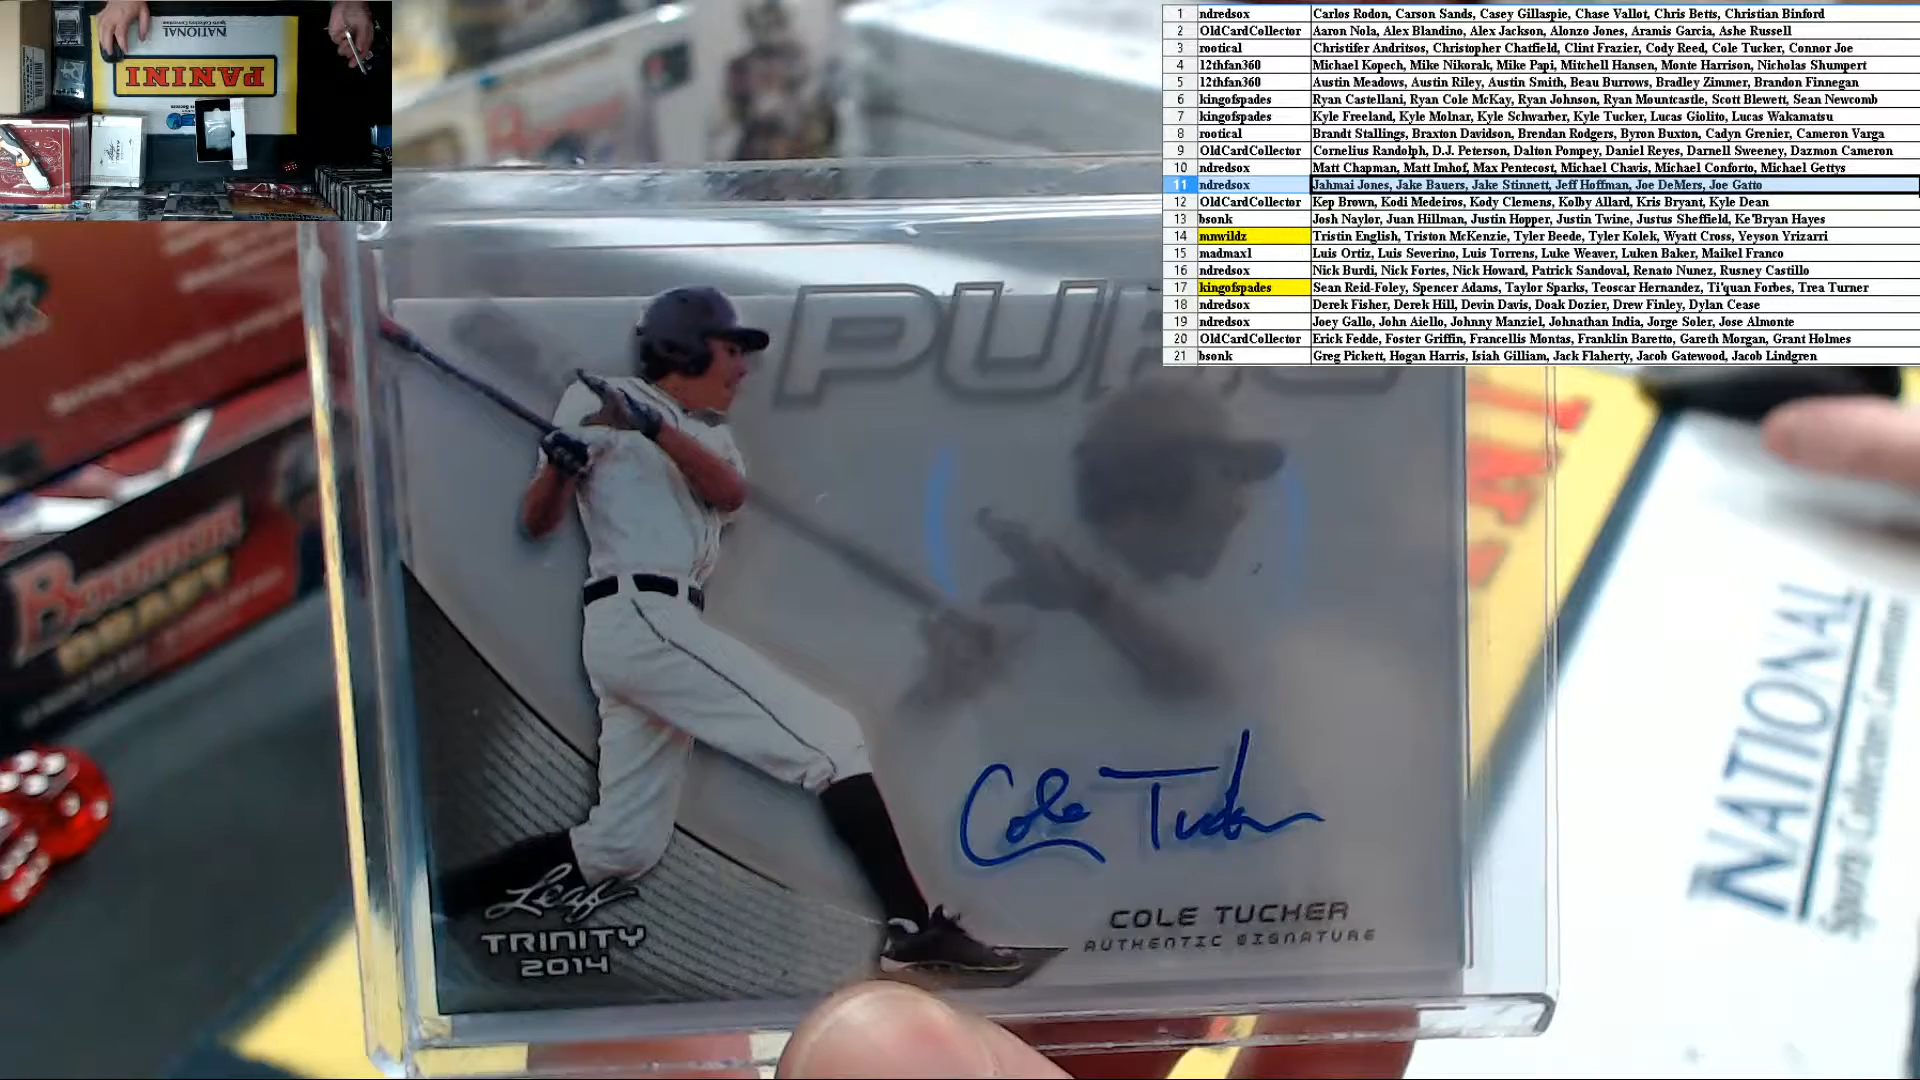 1 ndredsox Carlos Rodon, Carson Sands, Casey Gillaspie, Chase Vallot, Chris Betts, Christian Binford
2 OldCardCollector Aaron Nola, Alex Blandino, Alex Jackson, Alonzo Jones, Aramis Garcia, Ashe Russell
3 rootical Christifer Andritsos, Christopher Chatfield, Clint Frazier, Cody Reed, Cole Tucker, Connor Joe
4 12thfan360 Michael Kopech, Mike Nikorak, Mike Papi, Mitchell Hansen, Monte Harrison, Nicholas Shumpert
5 12thfan360 Austin Meadows, Austin Riley, Austin Smith, Beau Burrows, Bradley Zimmer, Brandon Finnegan
6 kingofspades Ryan Castellani, Ryan Cole McKay, Ryan Johnson, Ryan Mountcastle, Scott Blewett, Sean Newcomb
7 kingofspades Kyle Freeland, Kyle Molnar, Kyle Schwarber, Kyle Tucker, Lucas Giolito, Lucas Wakamatsu
8 rootical Brandt Stallings, Braxton Davidson, Brendan Rodgers, Byron Buxton, Cadyn Grenier, Cameron Varga
9 OldCardCollector Cornelius Randolph, D.J. Peterson, Dalton Pompey, Daniel Reyes, Darnell Sweeney, Dazmon Cameron
10 ndredsox Matt Chapman, Matt Imhof, Max Pentecost, Michael Chavis, Michael Conforto, Michael Gettys
11 ndredsox Jahmai Jones, Jake Bauers, Jake Stinnett, Jeff Hoffman, Joe DeMers, Joe Gatto
12 OldCardCollector Kep Brown, Kodi Medeiros, Kody Clemens, Kolby Allard, Kris Bryant, Kyle Dean
13 bsonk Josh Naylor, Juan Hillman, Justin Hopper, Justin Twine, Justus Sheffield, Ke'Bryan Hayes
14 mnwildz Tristin English, Triston McKenzie, Tyler Beede, Tyler Kolek, Wyatt Cross, Yeyson Yrizarri
15 madmax1 Luis Ortiz, Luis Severino, Luis Torrens, Luke Weaver, Luken Baker, Maikel Franco
16 ndredsox Nick Burdi, Nick Fortes, Nick Howard, Patrick Sandoval, Renato Nunez, Rusney Castillo
17 kingofspades Sean Reid-Foley, Spencer Adams, Taylor Sparks, Teoscar Hernandez, Ti'quan Forbes, Trea Turner
18 ndredsox Derek Fisher, Derek Hill, Devin Davis, Doak Dozier, Drew Finley, Dylan Cease
19 ndredsox Joey Gallo, John Aiello, Johnny Manziel, Johnathan India, Jorge Soler, Jose Almonte
20 OldCardCollector Erick Fedde, Foster Griffin, Francellis Montas, Franklin Baretto, Gareth Morgan, Grant Holmes
21 bsonk Greg Pickett, Hogan Harris, Isiah Gilliam, Jack Flaherty, Jacob Gatewood, Jacob Lindgren
NATIONAL
PANINI
BOWMAN
DRAFT
Cole Tucker
COLE TUCKER
AUTHENTIC SIGNATURE
Leaf
TRINITY
2014
NATIONAL
Sports Collectors Convention